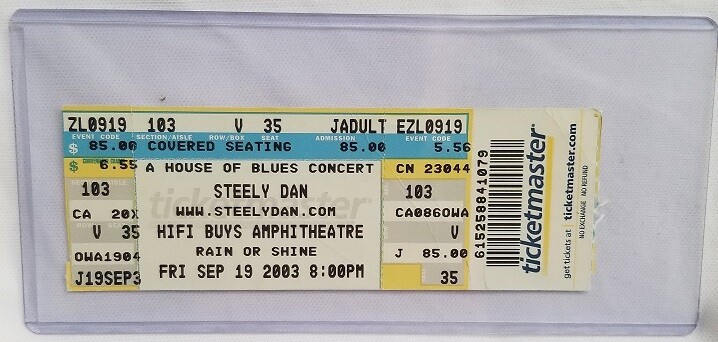 ZL0919 103 V 35 JADULT EZL0919
EVENT CODE SECTION/AISLE ROW/BOX SEAT ADMISSION EVENT CODE
$ 85.00 COVERED SEATING 85.00 5.56
$ 6.55 A HOUSE OF BLUES CONCERT CN 23044
103 STEELY DAN 103
CA 20X WWW.STEELYDAN.COM CA086OWA
V 35 HIFI BUYS AMPHITHEATRE V
OWA1904 RAIN OR SHINE J 85.00
J19SEP3 FRI SEP 19 2003 8:00PM 35
ticketmaster
615258841079
ticketmaster
get tickets at ticketmaster.com
NO EXCHANGE NO REFUND